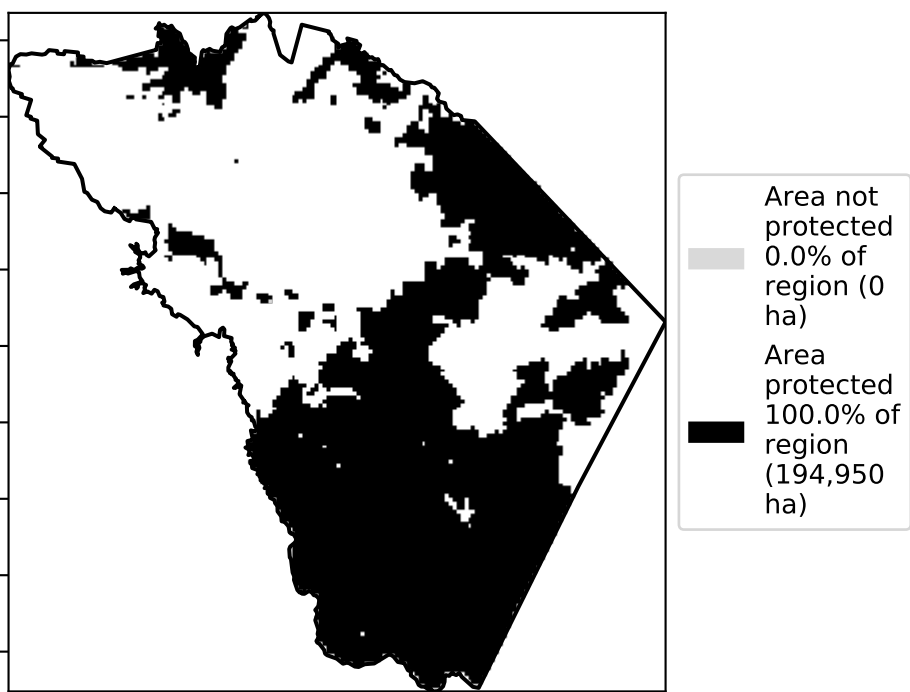 Area not
protected
0.0% of
region (0
ha)
Area
protected
100.0% of
region
(194,950
ha)